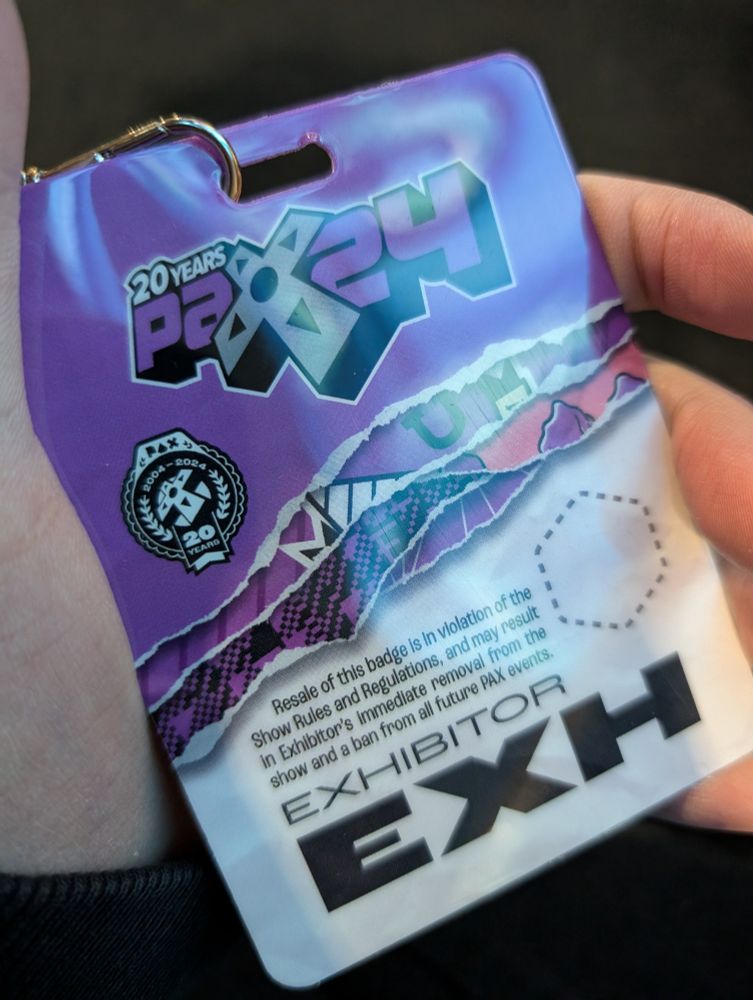 20 YEARS
PAX 24
PAX
2004-2024
20
YEARS
Resale of this badge is in violation of the
Show Rules and Regulations, and may result
in Exhibitor's immediate removal from the
show and a ban from all future PAX events.
EXHIBITOR
EXH